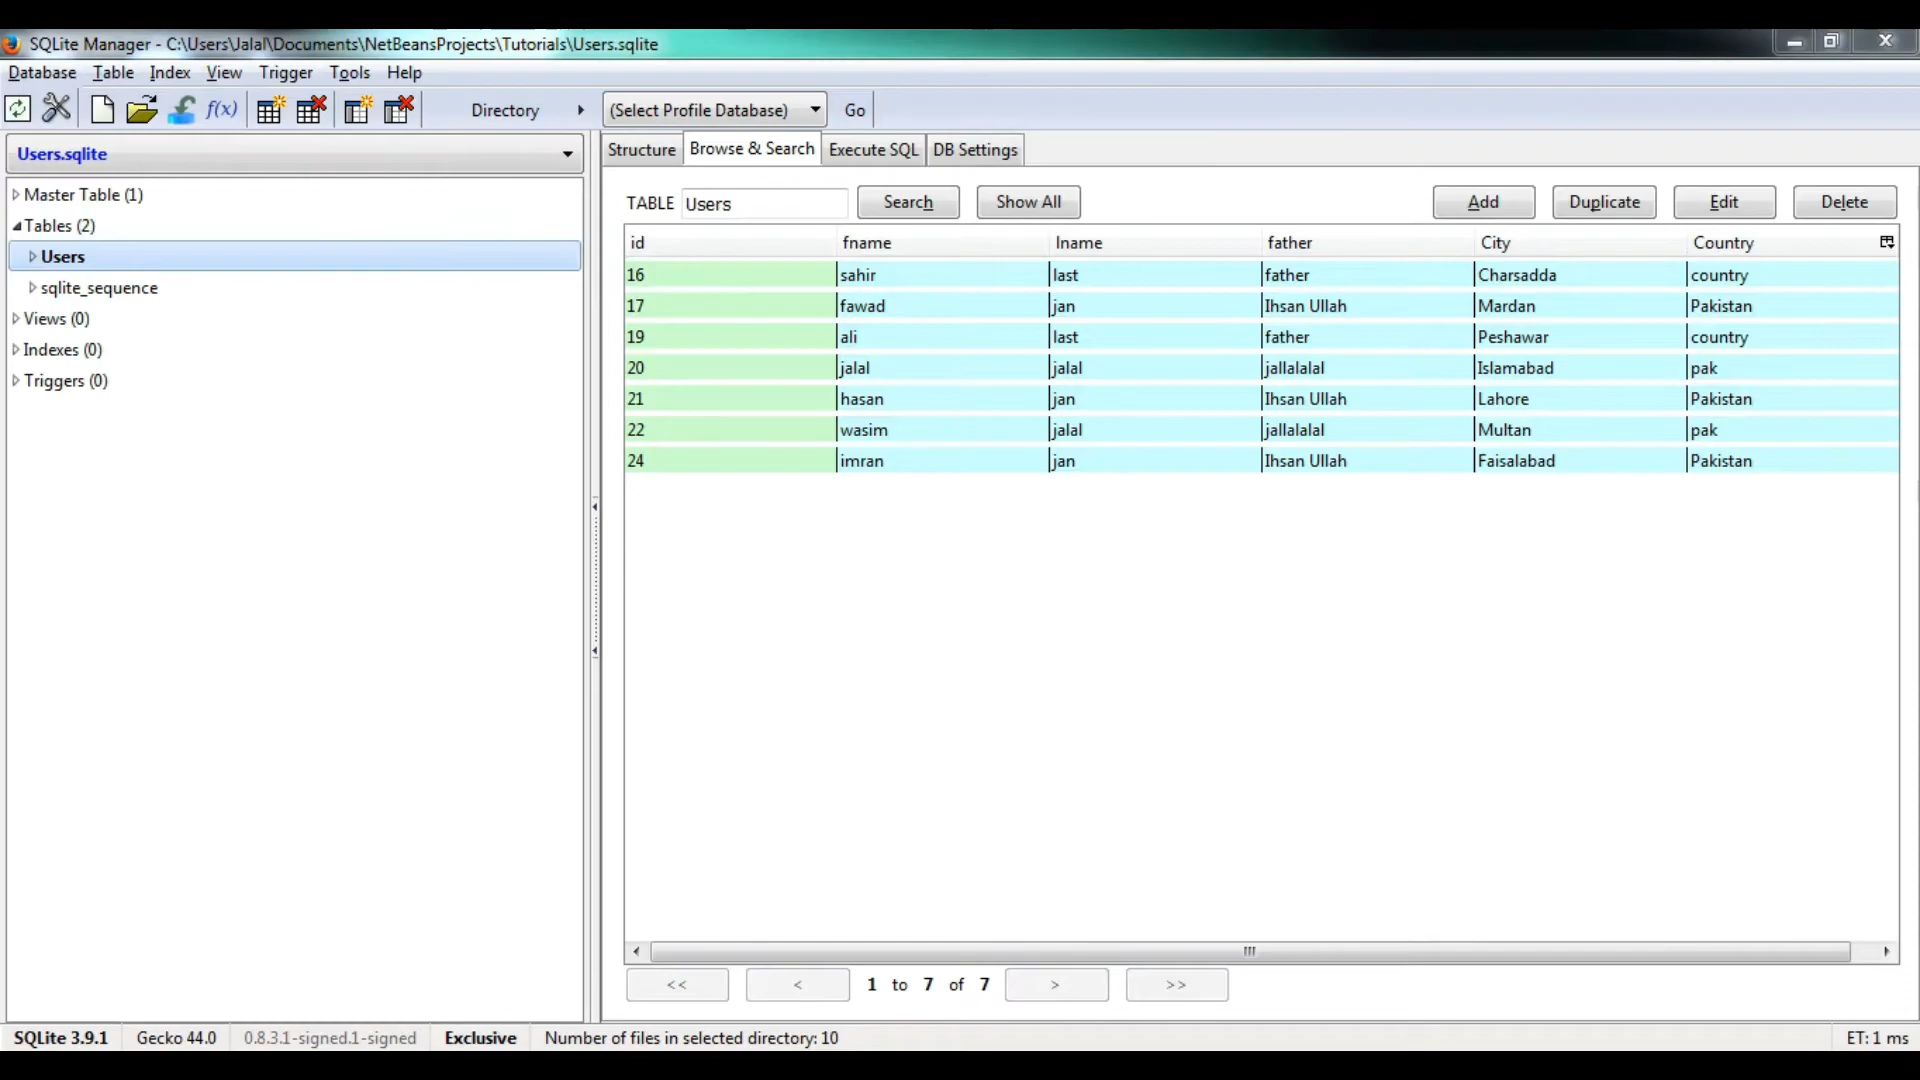 SQLite Manager - C:\Users\Jalal\Documents\NetBeansProjects\Tutorials\Users.sqlite
Database Table Index View Trigger Tools Help
f(x) Directory (Select Profile Database) Go
Users.sqlite
Master Table (1)
Tables (2)
Users
sqlite_sequence
Views (0)
Indexes (0)
Triggers (0)
Structure Browse & Search Execute SQL DB Settings
TABLE Users Search Show All Add Duplicate Edit Delete
id fname lname father City Country
16 sahir last father Charsadda country
17 fawad jan Ihsan Ullah Mardan Pakistan
19 ali last father Peshawar country
20 jalal jalal jallalalal Islamabad pak
21 hasan jan Ihsan Ullah Lahore Pakistan
22 wasim jalal jallalalal Multan pak
24 imran jan Ihsan Ullah Faisalabad Pakistan
<< < 1 to 7 of 7 > >>
SQLite 3.9.1 Gecko 44.0 0.8.3.1-signed.1-signed Exclusive Number of files in selected directory: 10 ET: 1 ms